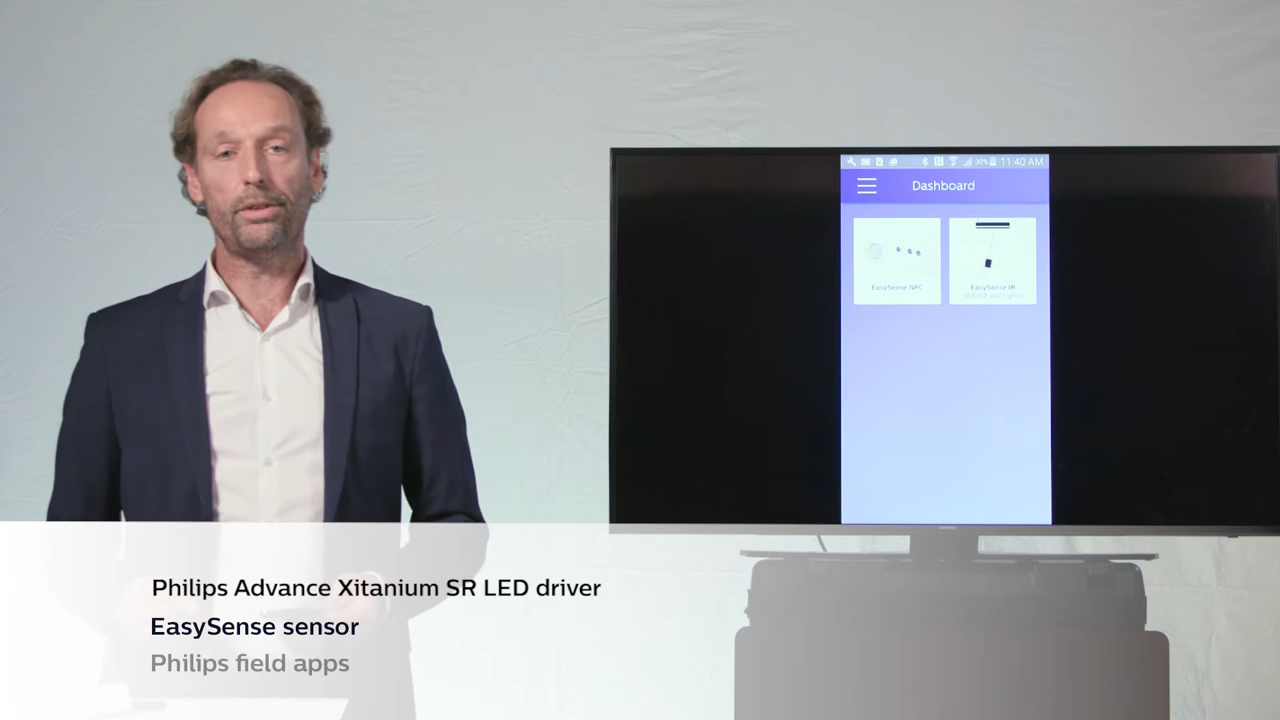 30% 11:40 AM
Dashboard
EasySense NFC
EasySense IR
Philips Advance Xitanium SR LED driver
EasySense sensor
Philips field apps